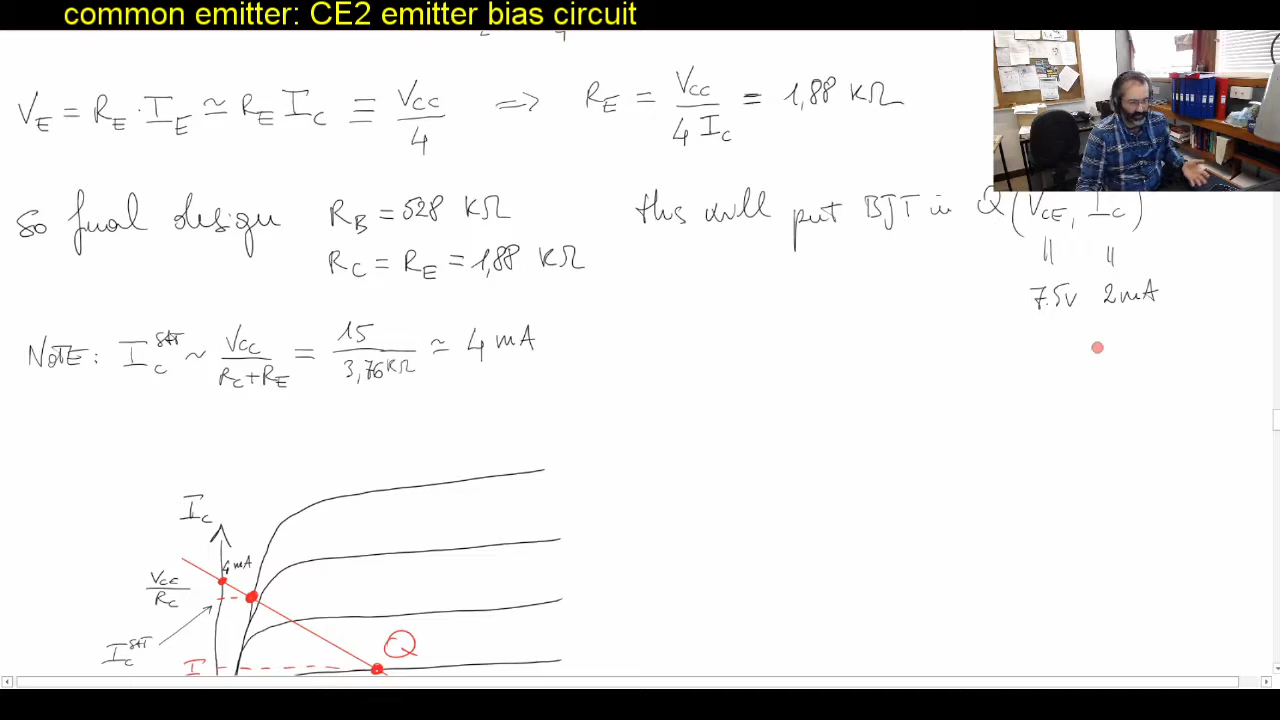 common emitter: CE2 emitter bias circuit
V_E = R_E · I_E ≃ R_E I_C ≡ V_CC / 4 => R_E = V_CC / 4 I_C = 1,88 KΩ
so final design R_B = 528 KΩ this will put BJT in Q (V_CE, I_C)
R_C = R_E = 1,88 KΩ
7.5v 2mA
NOTE: I_C^SAT ~ V_CC / R_C + R_E = 15 / 3,76 KΩ ≃ 4 mA
I_C
4 mA
V_CC / R_C
I_C^SAT
Q
I